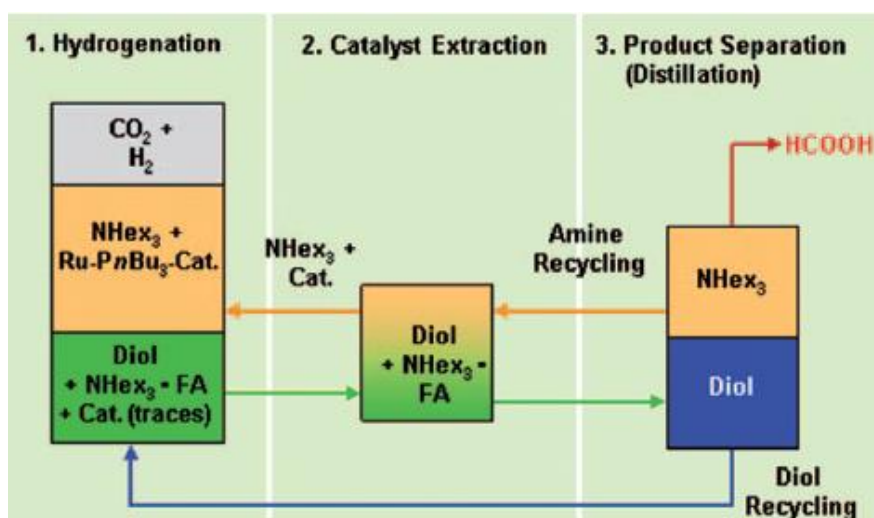 1. Hydrogenation
2. Catalyst Extraction
3. Product Separation
(Distillation)
CO₂ +
H₂
NHex₃ +
Ru-PnBu₃-Cat.
Diol
+ NHex₃ - FA
+ Cat. (traces)
NHex₃ +
Cat.
Diol
+ NHex₃ -
FA
Amine
Recycling
HCOOH
NHex₃
Diol
Diol
Recycling